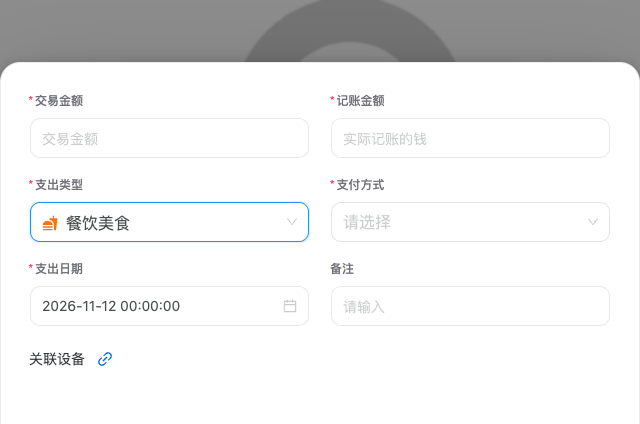 * 交易金额
* 记账金额
交易金额
实际记账的钱
* 支出类型
* 支付方式
餐饮美食
请选择
* 支出日期
备注
2026-11-12 00:00:00
请输入
关联设备